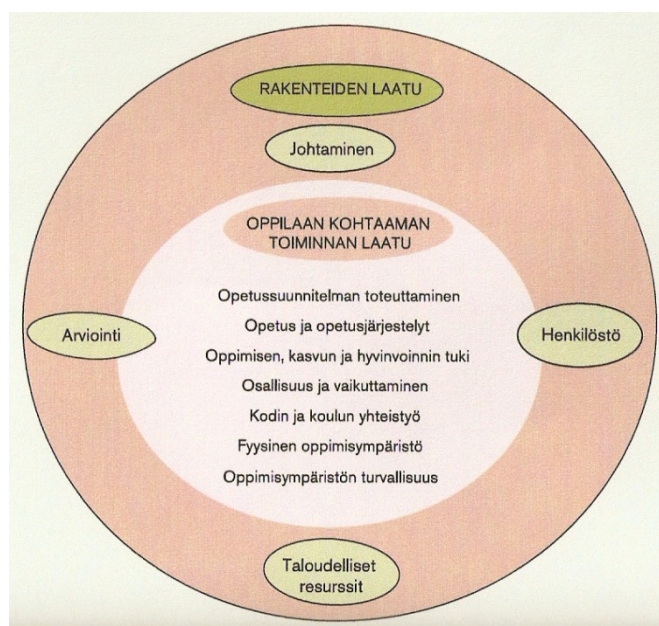 RAKENTEIDEN LAATU
Johtaminen
OPPILAAN KOHTAAMAN
TOIMINNAN LAATU
Opetussuunnitelman toteuttaminen
Opetus ja opetusjärjestelyt
Arviointi
Henkilöstö
Oppimisen, kasvun ja hyvinvoinnin tuki
Osallisuus ja vaikuttaminen
Kodin ja koulun yhteistyö
Fyysinen oppimisympäristö
Oppimisympäristön turvallisuus
Taloudelliset
resurssit